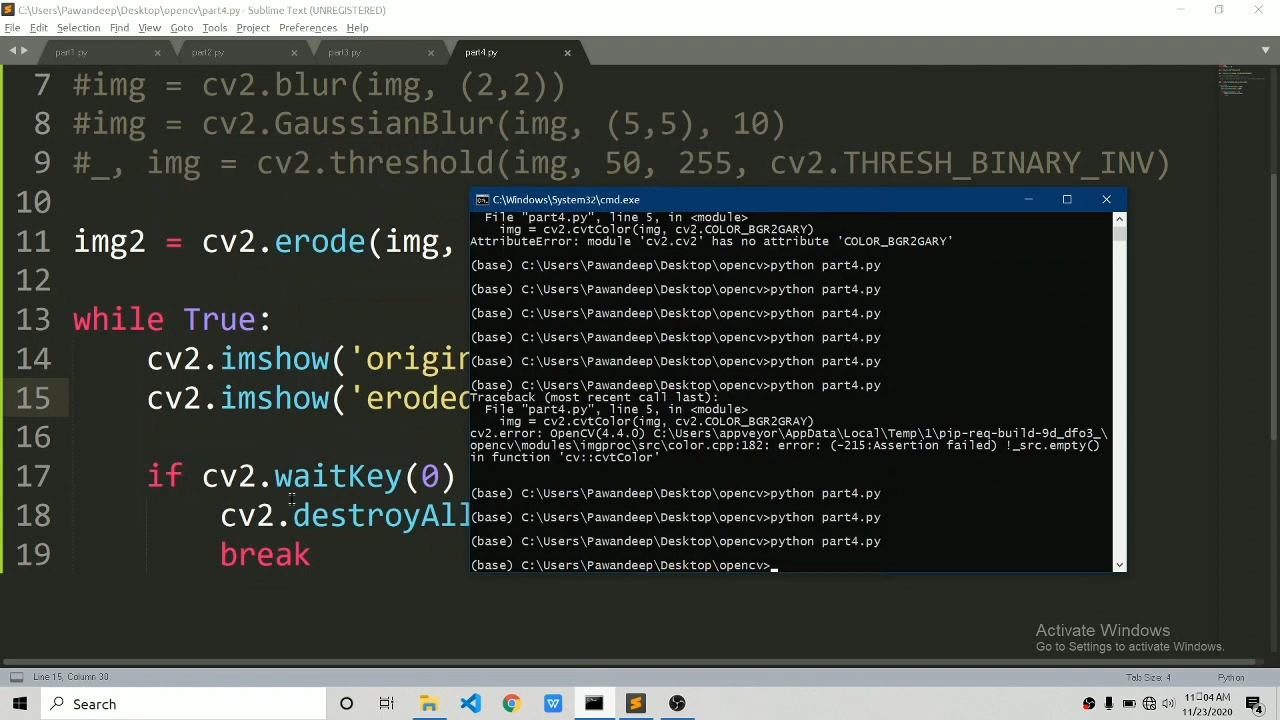 C:\Users\Pawandeep\Desktop\opencv\part4.py - Sublime Text (UNREGISTERED)
File Edit Selection Find View Goto Tools Project Preferences Help
part1.py part2.py part3.py part4.py
7 #img = cv2.blur(img, (2,2))
8 #img = cv2.GaussianBlur(img, (5,5), 10)
9 #_, img = cv2.threshold(img, 50, 255, cv2.THRESH_BINARY_INV)
10
11 img2 = cv2.erode(img,
12
13 while True:
14 cv2.imshow('origin
15 cv2.imshow('eroded
16
17 if cv2.waitKey(0)
18 cv2.destroyAll
19 break
C:\Windows\System32\cmd.exe
File "part4.py", line 5, in <module>
img = cv2.cvtColor(img, cv2.COLOR_BGR2GARY)
AttributeError: module 'cv2.cv2' has no attribute 'COLOR_BGR2GARY'
(base) C:\Users\Pawandeep\Desktop\opencv>python part4.py
(base) C:\Users\Pawandeep\Desktop\opencv>python part4.py
(base) C:\Users\Pawandeep\Desktop\opencv>python part4.py
(base) C:\Users\Pawandeep\Desktop\opencv>python part4.py
(base) C:\Users\Pawandeep\Desktop\opencv>python part4.py
(base) C:\Users\Pawandeep\Desktop\opencv>python part4.py
Traceback (most recent call last):
File "part4.py", line 5, in <module>
img = cv2.cvtColor(img, cv2.COLOR_BGR2GRAY)
cv2.error: OpenCV(4.4.0) C:\Users\appveyor\AppData\Local\Temp\1\pip-req-build-9d_dfo3_\
opencv\modules\imgproc\src\color.cpp:182: error: (-215:Assertion failed) !_src.empty()
in function 'cv::cvtColor'
(base) C:\Users\Pawandeep\Desktop\opencv>python part4.py
(base) C:\Users\Pawandeep\Desktop\opencv>python part4.py
(base) C:\Users\Pawandeep\Desktop\opencv>python part4.py
(base) C:\Users\Pawandeep\Desktop\opencv>
Activate Windows
Go to Settings to activate Windows.
Line 15, Column 30 Tab Size: 4 Python
Search
11:04 AM
11/23/2020
4